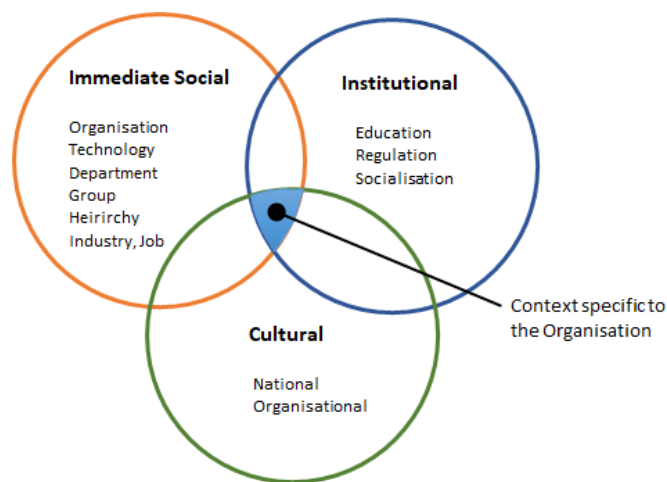 Immediate Social
Organisation
Technology
Department
Group
Heirirchy
Industry, Job
Institutional
Education
Regulation
Socialisation
Cultural
National
Organisational
Context specific to
the Organisation